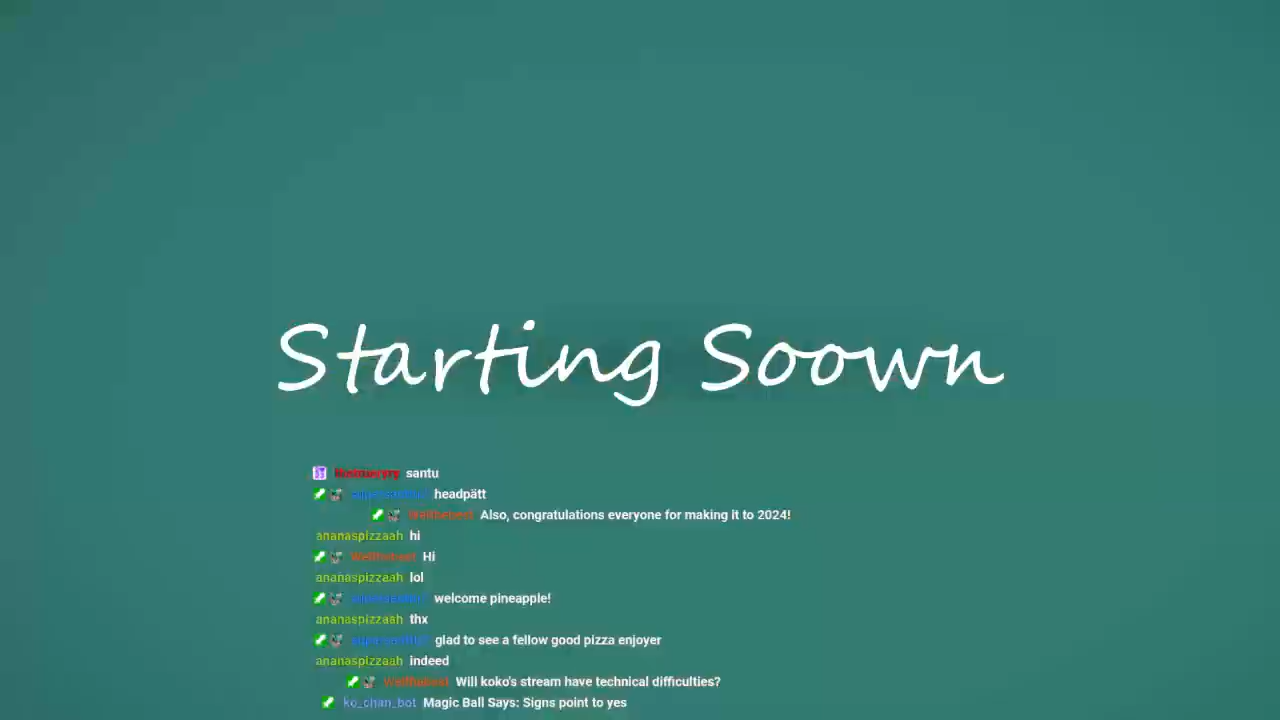 Starting Soown
santu
headpätt
Also, congratulations everyone for making it to 2024!
ananaspizzaah hi
Hi
ananaspizzaah lol
welcome pineapple!
ananaspizzaah thx
glad to see a fellow good pizza enjoyer
ananaspizzaah indeed
Will koko's stream have technical difficulties?
ko_chan_bot Magic Ball Says: Signs point to yes